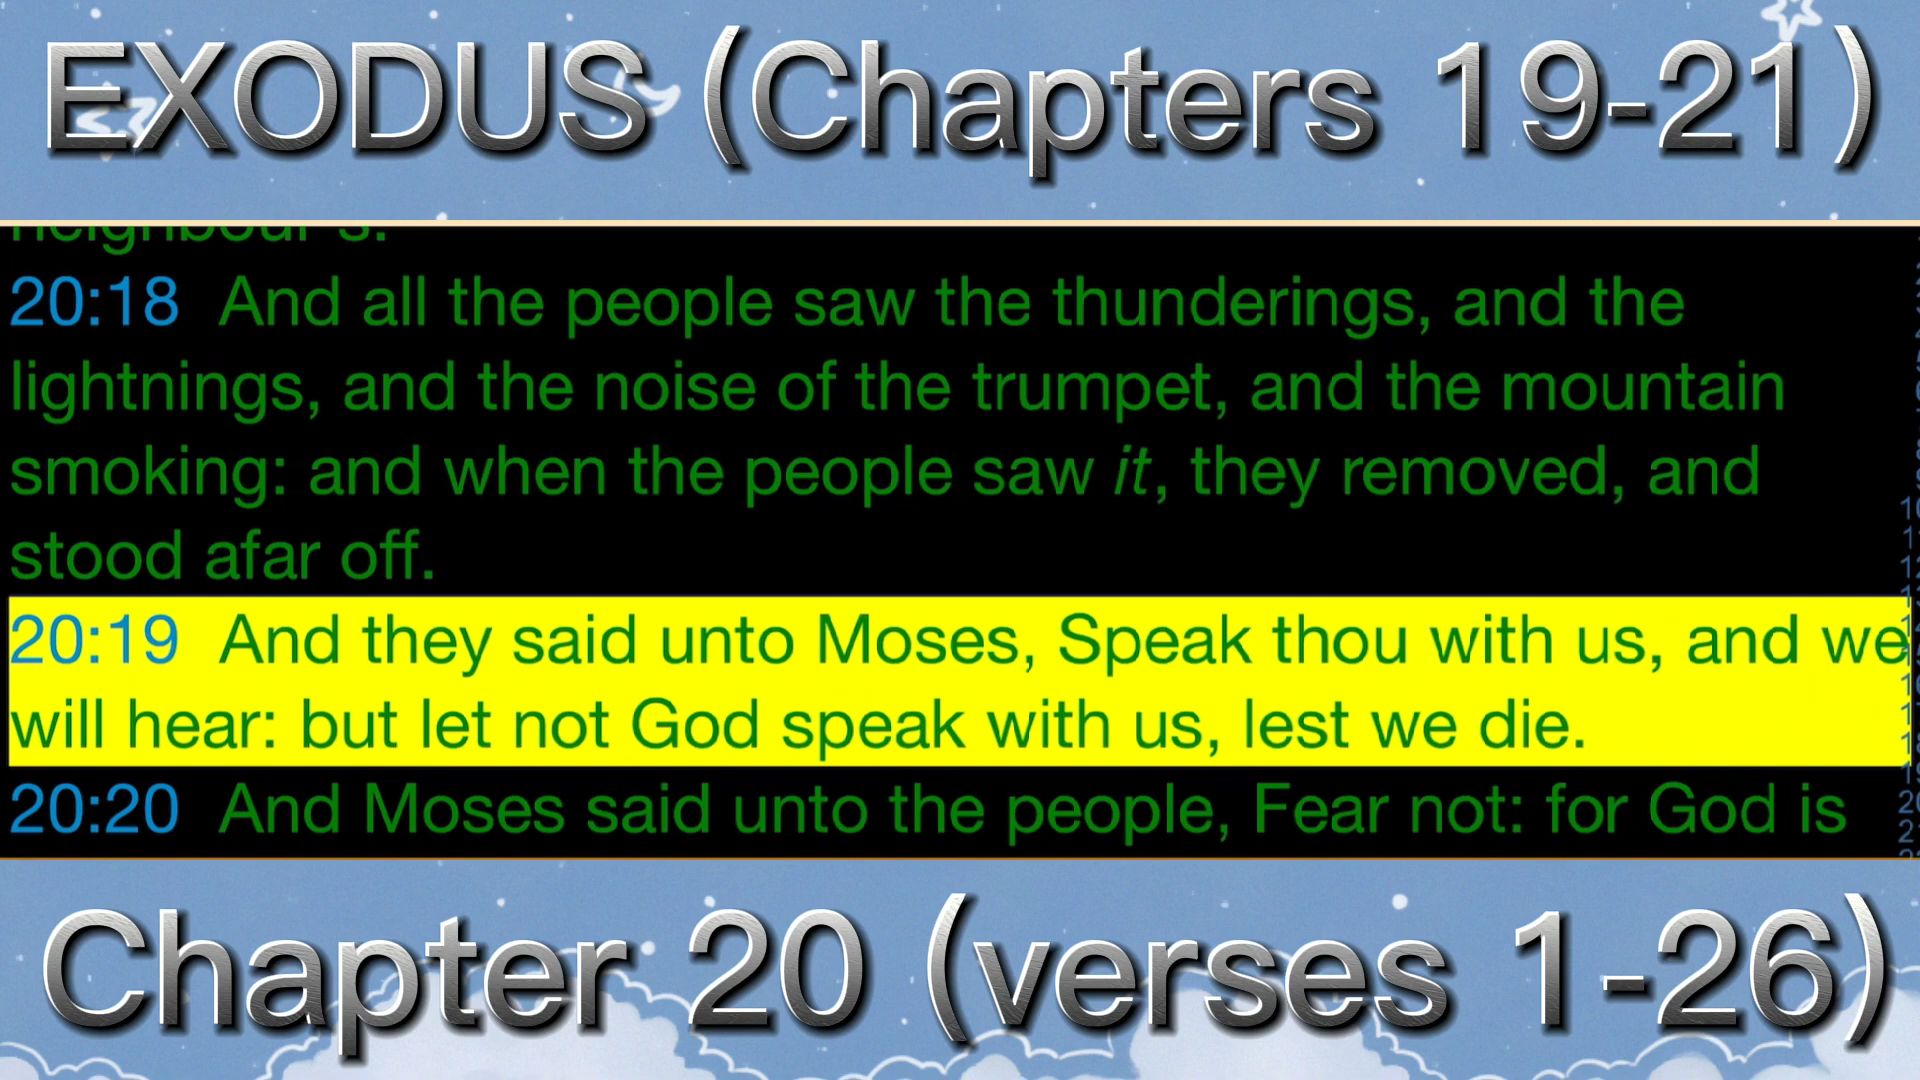 EXODUS (Chapters 19-21)
neighbour's.
20:18 And all the people saw the thunderings, and the
lightnings, and the noise of the trumpet, and the mountain
smoking: and when the people saw it, they removed, and
stood afar off.
20:19 And they said unto Moses, Speak thou with us, and we
will hear: but let not God speak with us, lest we die.
20:20 And Moses said unto the people, Fear not: for God is
Chapter 20 (verses 1-26)